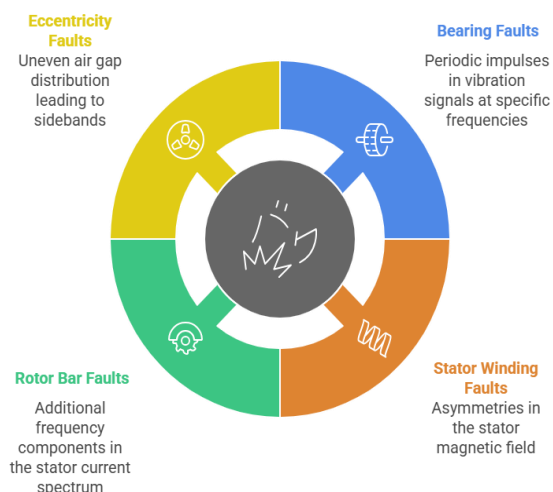 Eccentricity
Faults
Uneven air gap
distribution
leading to
sidebands
Bearing Faults
Periodic impulses
in vibration
signals at specific
frequencies
Rotor Bar Faults
Additional
frequency
components in
the stator current
spectrum
Stator Winding
Faults
Asymmetries in
the stator
magnetic field